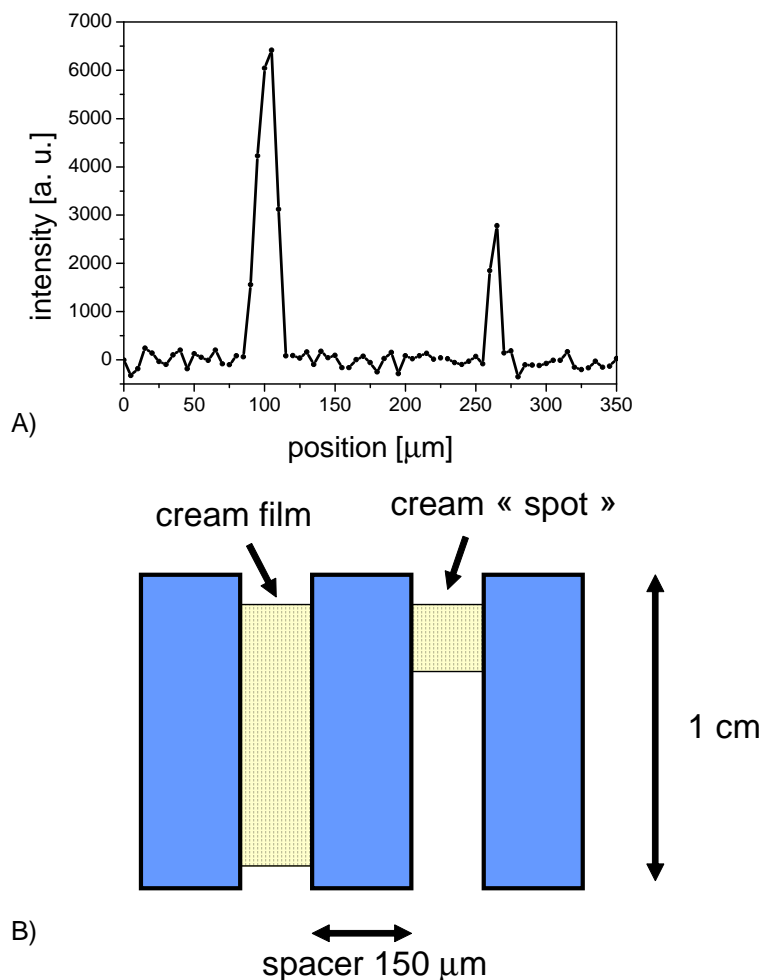 7000
6000
5000
4000
3000
2000
1000
0
intensity [a. u.]
0 50 100 150 200 250 300 350
position [μm]
A)
cream film
cream « spot »
1 cm
B)
spacer 150 μm